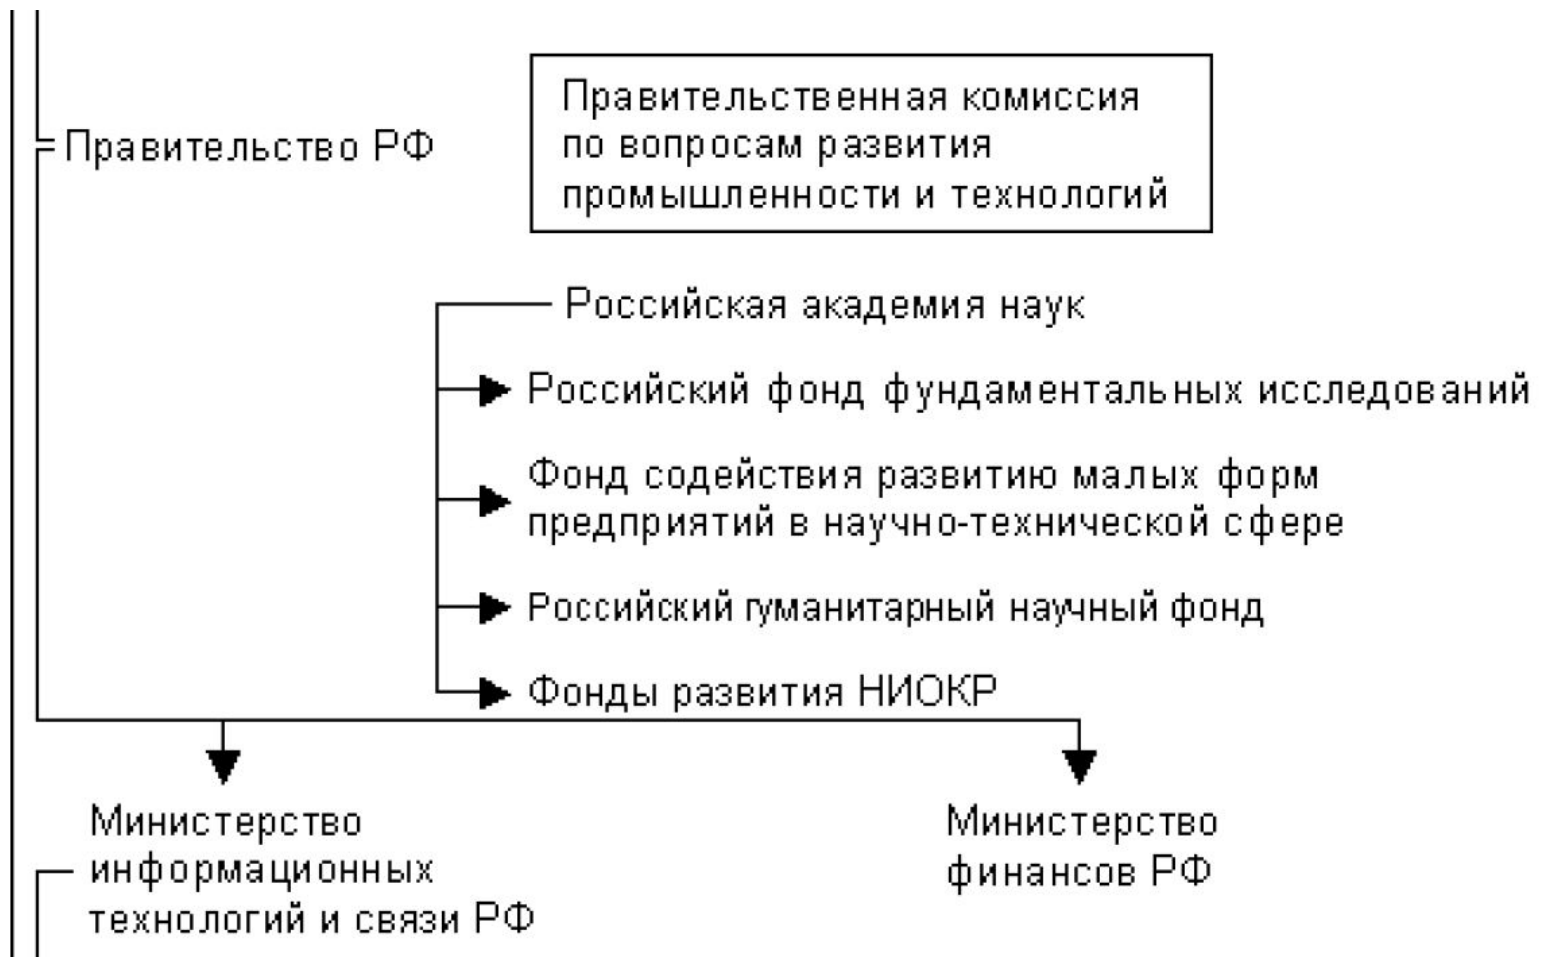 Правительственная комиссия
по вопросам развития
промышленности и технологий
Правительство РФ
Российская академия наук
Российский фонд фундаментальных исследований
Фонд содействия развитию малых форм
предприятий в научно-технической сфере
Российский гуманитарный научный фонд
Фонды развития НИОКР
Министерство
информационных
технологий и связи РФ
Министерство
финансов РФ